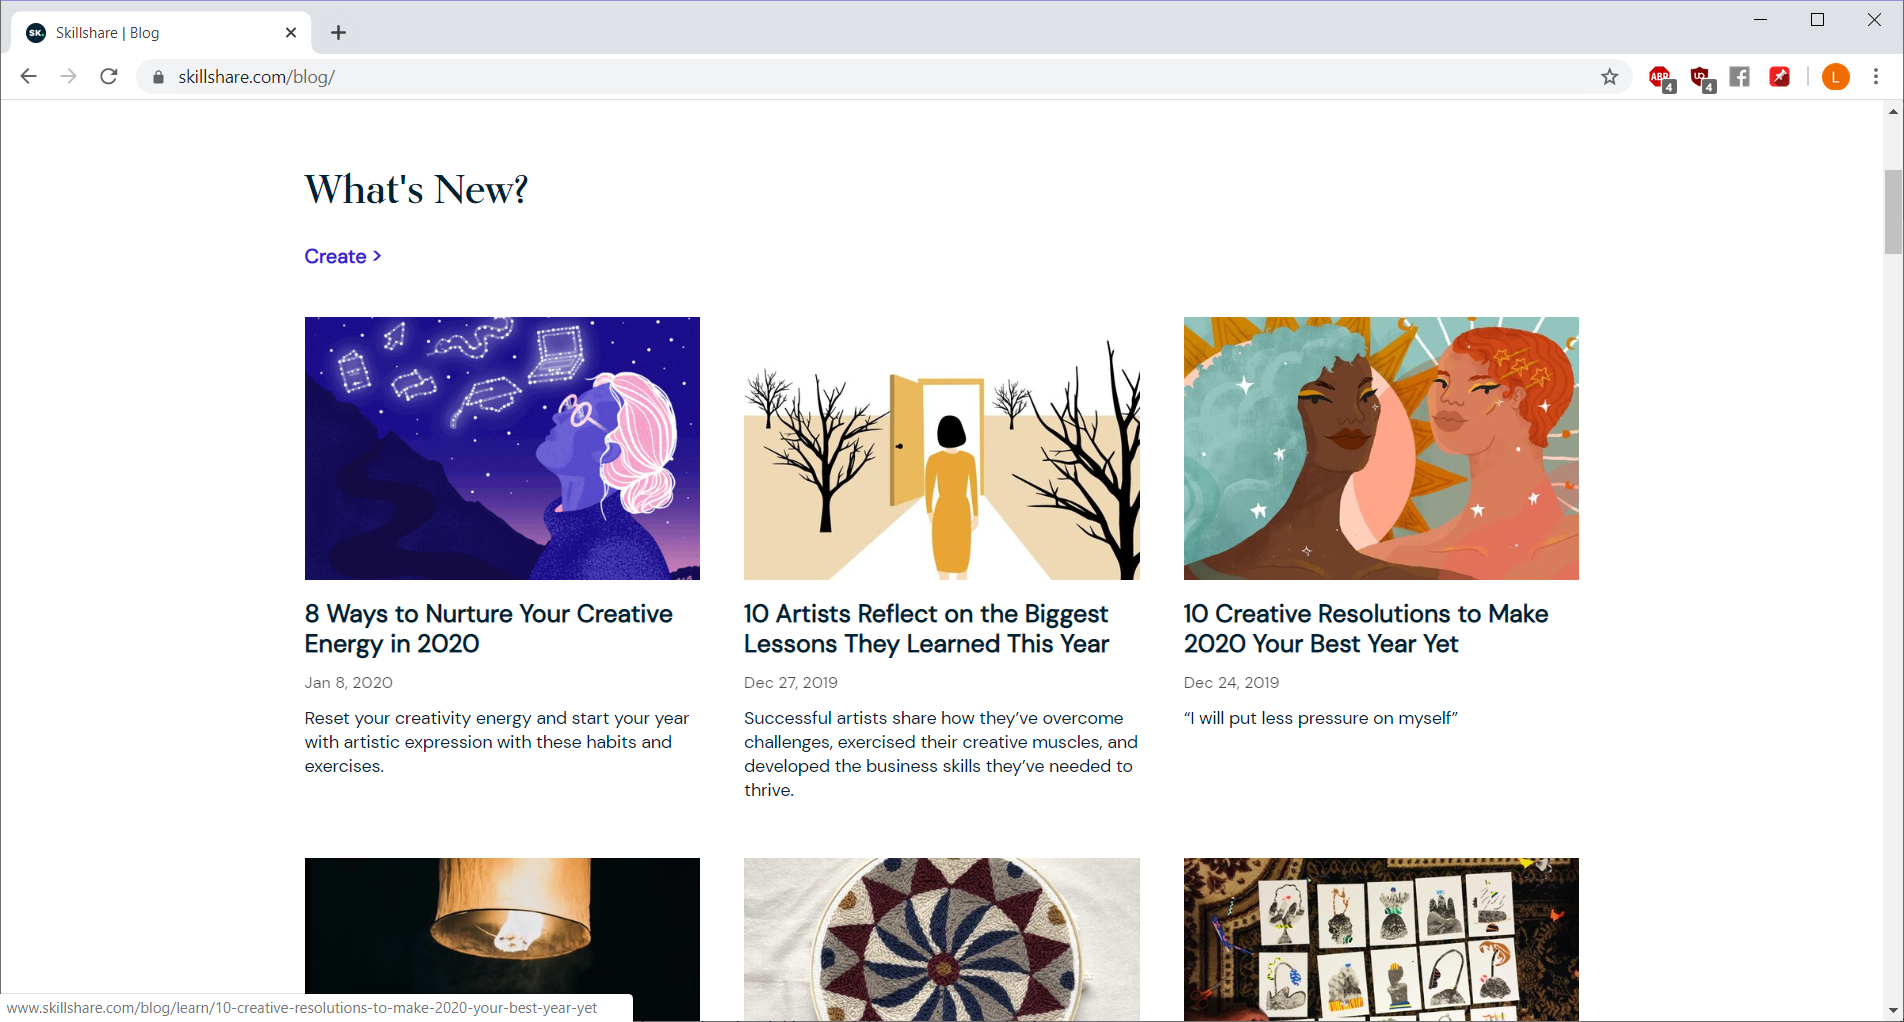 SK.
Skillshare | Blog
skillshare.com/blog/
ABP
4
4
L
What's New?
Create >
8 Ways to Nurture Your Creative
Energy in 2020
Jan 8, 2020
Reset your creativity energy and start your year
with artistic expression with these habits and
exercises.
10 Artists Reflect on the Biggest
Lessons They Learned This Year
Dec 27, 2019
Successful artists share how they’ve overcome
challenges, exercised their creative muscles, and
developed the business skills they’ve needed to
thrive.
10 Creative Resolutions to Make
2020 Your Best Year Yet
Dec 24, 2019
“I will put less pressure on myself”
www.skillshare.com/blog/learn/10-creative-resolutions-to-make-2020-your-best-year-yet